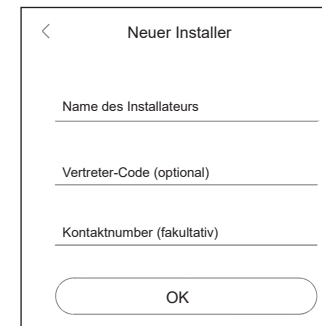 Neuer Installer
Name des Installateurs
Vertreter-Code (optional)
Kontaktnumber (fakultativ)
OK